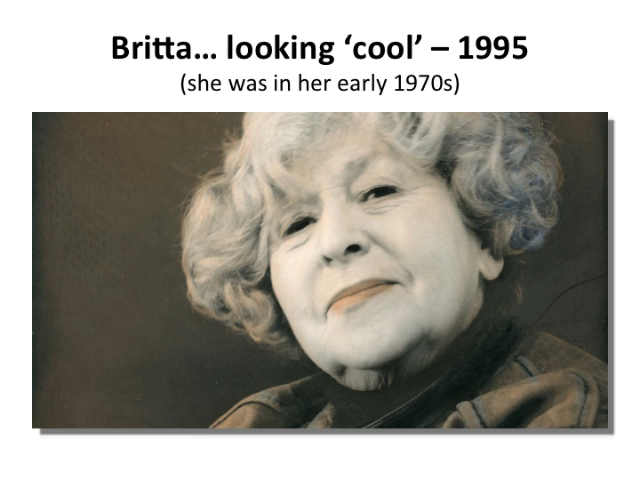 Britta… looking ‘cool’ – 1995
(she was in her early 1970s)